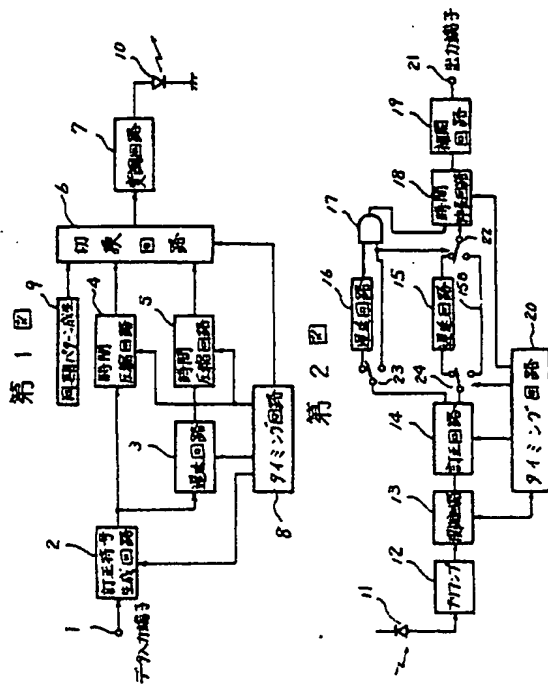 第1図
1
データ入力端子
2
訂正符号
生成回路
3
遅延回路
4
時間
圧縮回路
5
時間
圧縮回路
6
切換回路
7
変調回路
8
タイミング回路
9
同期パターン発生
10
第2図
11
12
プリアンプ
13
復調回路
14
訂正回路
15
遅延回路
150
16
遅延回路
17
18
時間
伸長回路
19
補間
回路
20
タイミング回路
21
出力端子
22
23
24